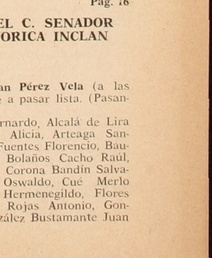 Pág. 16
EL C. SENADOR
ORICA INCLAN
an Pérez Vela (a las
e a pasar lista. (Pasan-
rnardo, Alcalá de Lira
Alicia, Arteaga San-
Fuentes Florencio, Bau-
Bolaños Cacho Raúl,
Corona Bandín Salva-
Oswaldo, Cué Merlo
Hermenegildo, Flores
Rojas Antonio, Gon-
zález Bustamante Juan